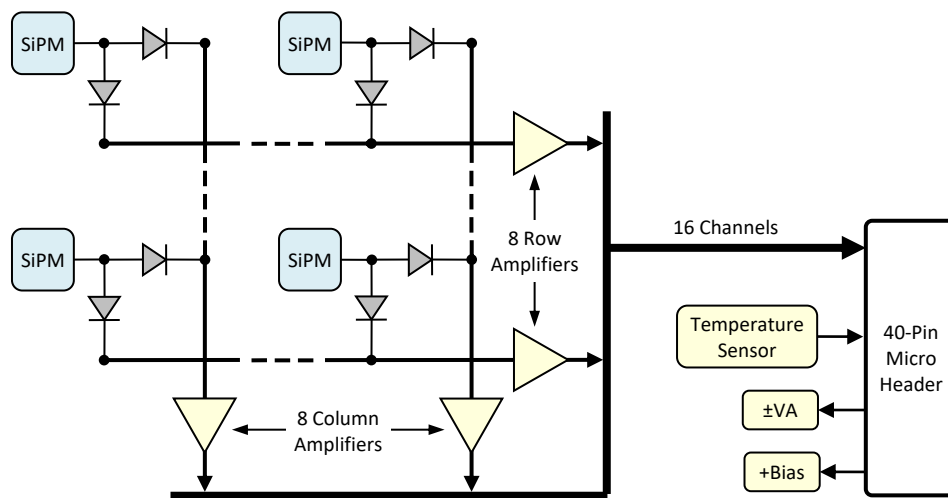 SiPM
SiPM
SiPM
SiPM
8 Row
Amplifiers
8 Column
Amplifiers
16 Channels
Temperature
Sensor
±VA
+Bias
40-Pin
Micro
Header